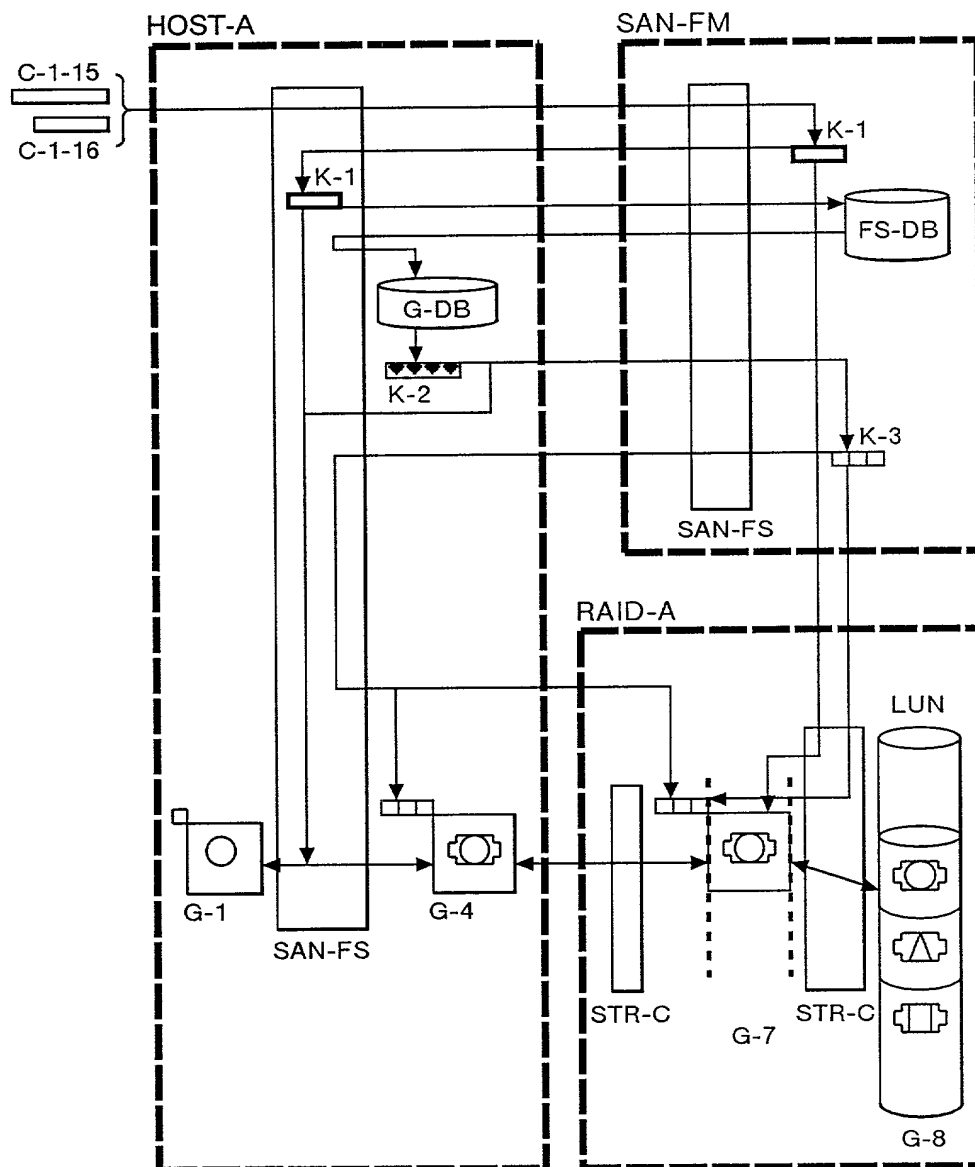 HOST-A
SAN-FM
C-1-15
C-1-16
K-1
K-1
FS-DB
G-DB
K-2
K-3
SAN-FS
RAID-A
LUN
G-1
G-4
SAN-FS
STR-C
G-7
STR-C
G-8